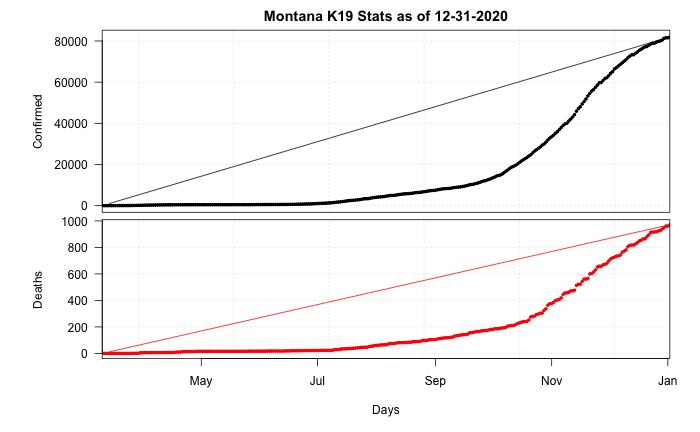 Montana K19 Stats as of 12-31-2020
80000
60000
40000
20000
0
Confirmed
1000
800
600
400
200
0
Deaths
May Jul Sep Nov Jan
Days